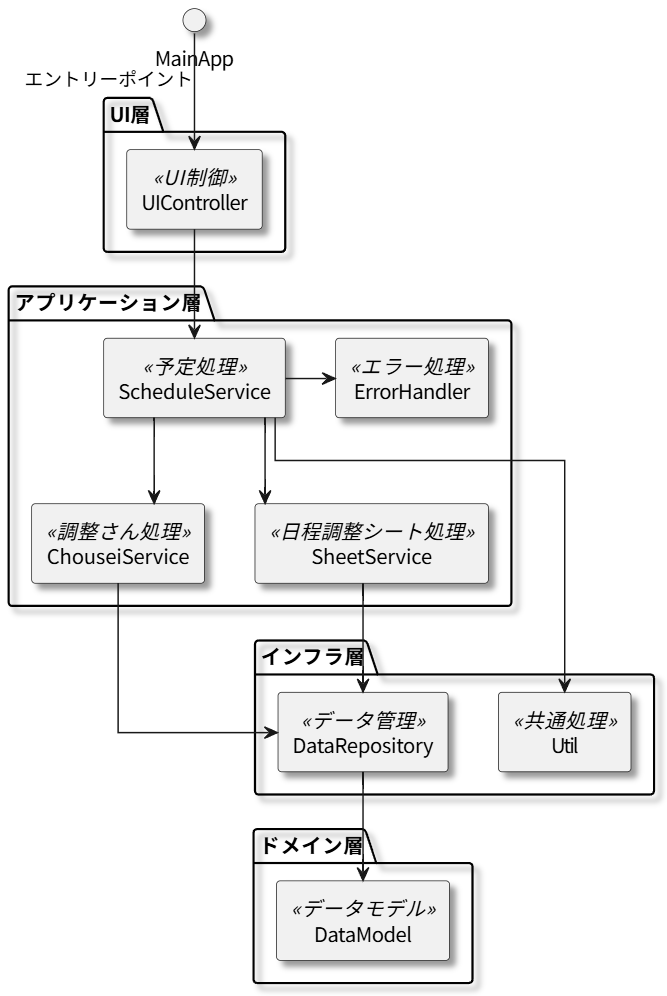 MainApp
エントリーポイント
UI層
«UI制御»
UIController
アプリケーション層
«予定処理»
ScheduleService
«エラー処理»
ErrorHandler
«調整さん処理»
ChouseiService
«日程調整シート処理»
SheetService
インフラ層
«データ管理»
DataRepository
«共通処理»
Util
ドメイン層
«データモデル»
DataModel